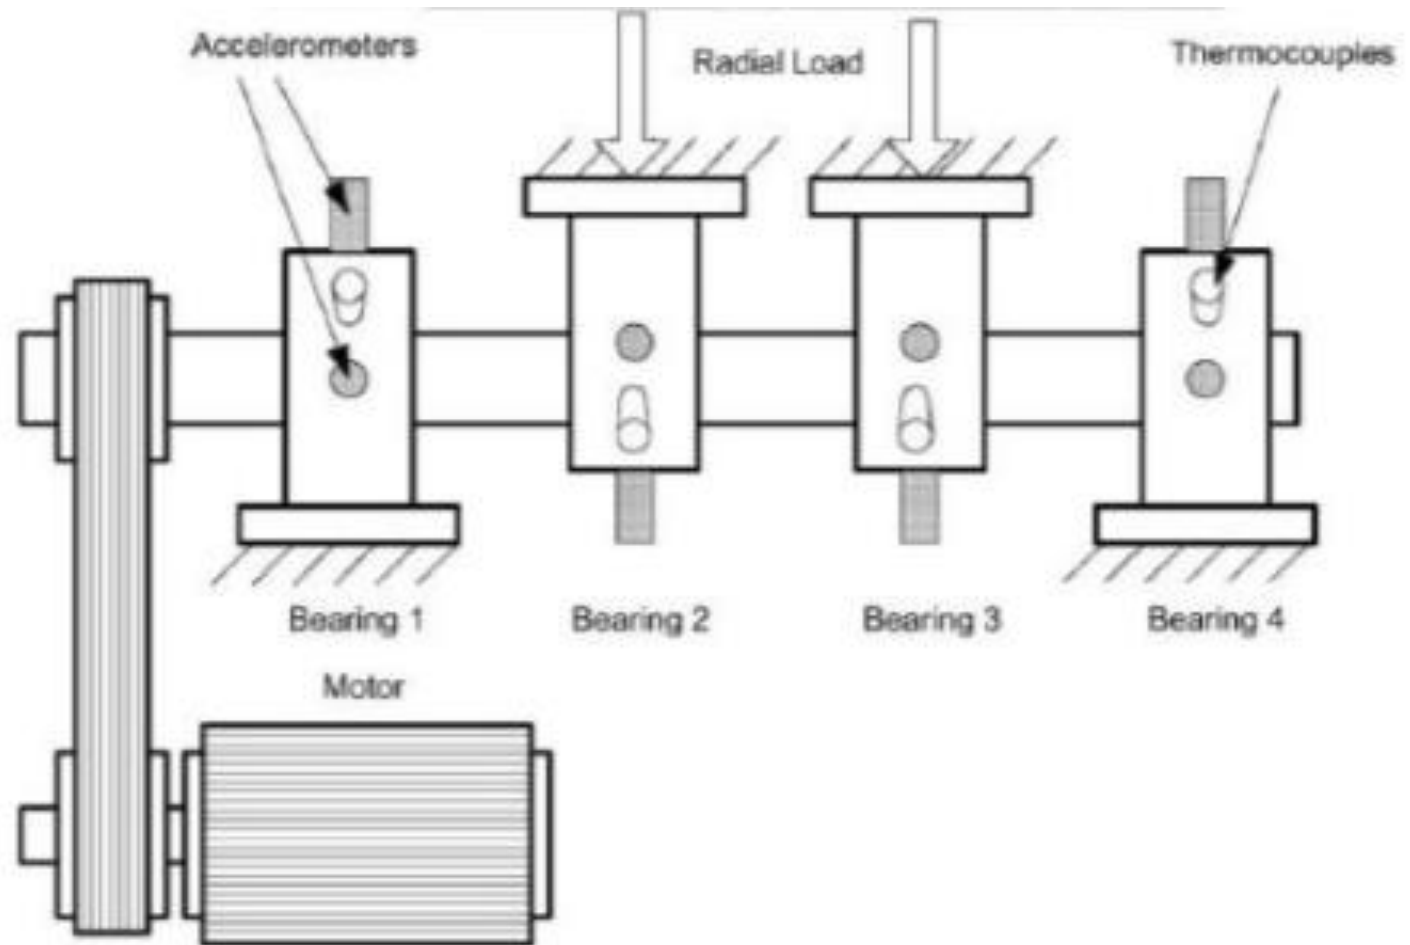 Accelerometers
Radial Load
Thermocouples
Bearing 1
Bearing 2
Bearing 3
Bearing 4
Motor